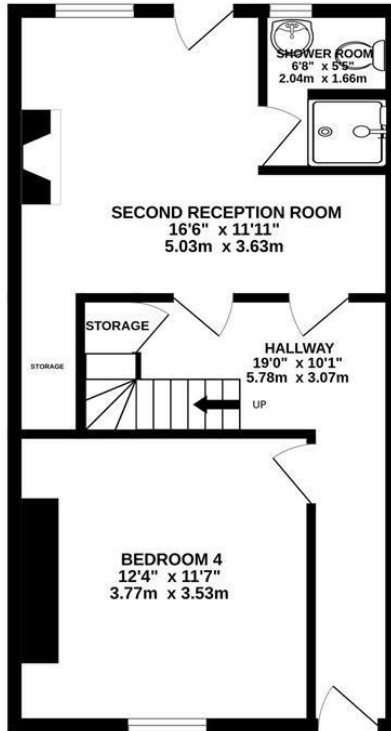 SHOWER ROOM
6'8" x 5'5"
2.04m x 1.66m
SECOND RECEPTION ROOM
16'6" x 11'11"
5.03m x 3.63m
STORAGE
STORAGE
HALLWAY
19'0" x 10'1"
5.78m x 3.07m
UP
BEDROOM 4
12'4" x 11'7"
3.77m x 3.53m